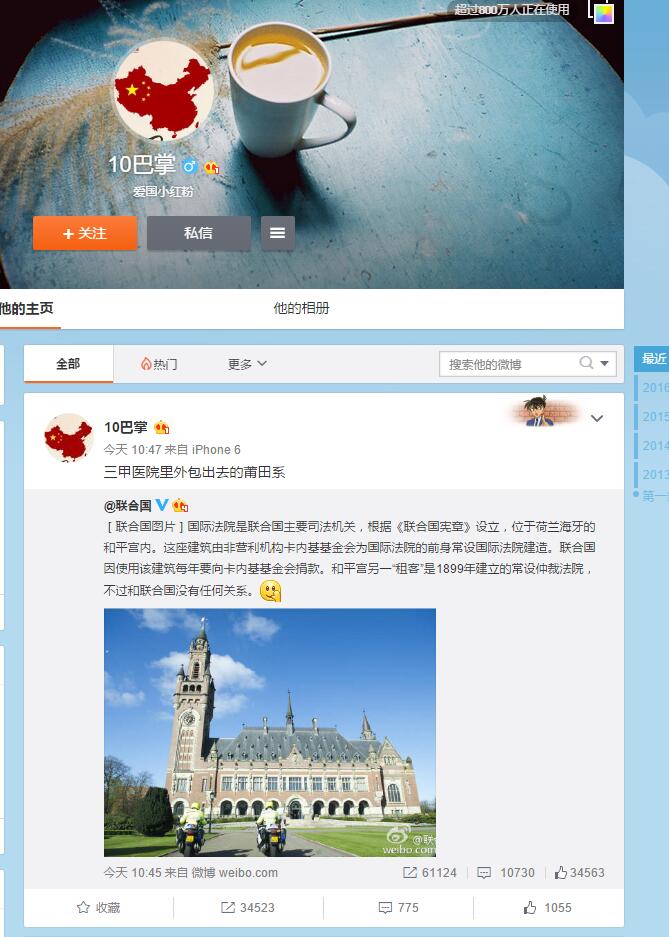 超过800万人正在使用
10巴掌
爱国小红粉
+ 关注
私信
他的主页
他的相册
全部
热门
更多
搜索他的微博
最近
2016
2015
2014
2013
第一
10巴掌
今天 10:47 来自 iPhone 6
三甲医院里外包出去的莆田系
@联合国
[ 联合国图片 ] 国际法院是联合国主要司法机关，根据《联合国宪章》设立，位于荷兰海牙的
和平宫内。这座建筑由非营利机构卡内基基金会为国际法院的前身常设国际法院建造。联合国
因使用该建筑每年要向卡内基基金会捐款。和平宫另一“租客”是1899年建立的常设仲裁法院，
不过和联合国没有任何关系。
@联合
weibo.com
今天 10:45 来自 微博 weibo.com
61124
10730
34563
收藏
34523
775
1055